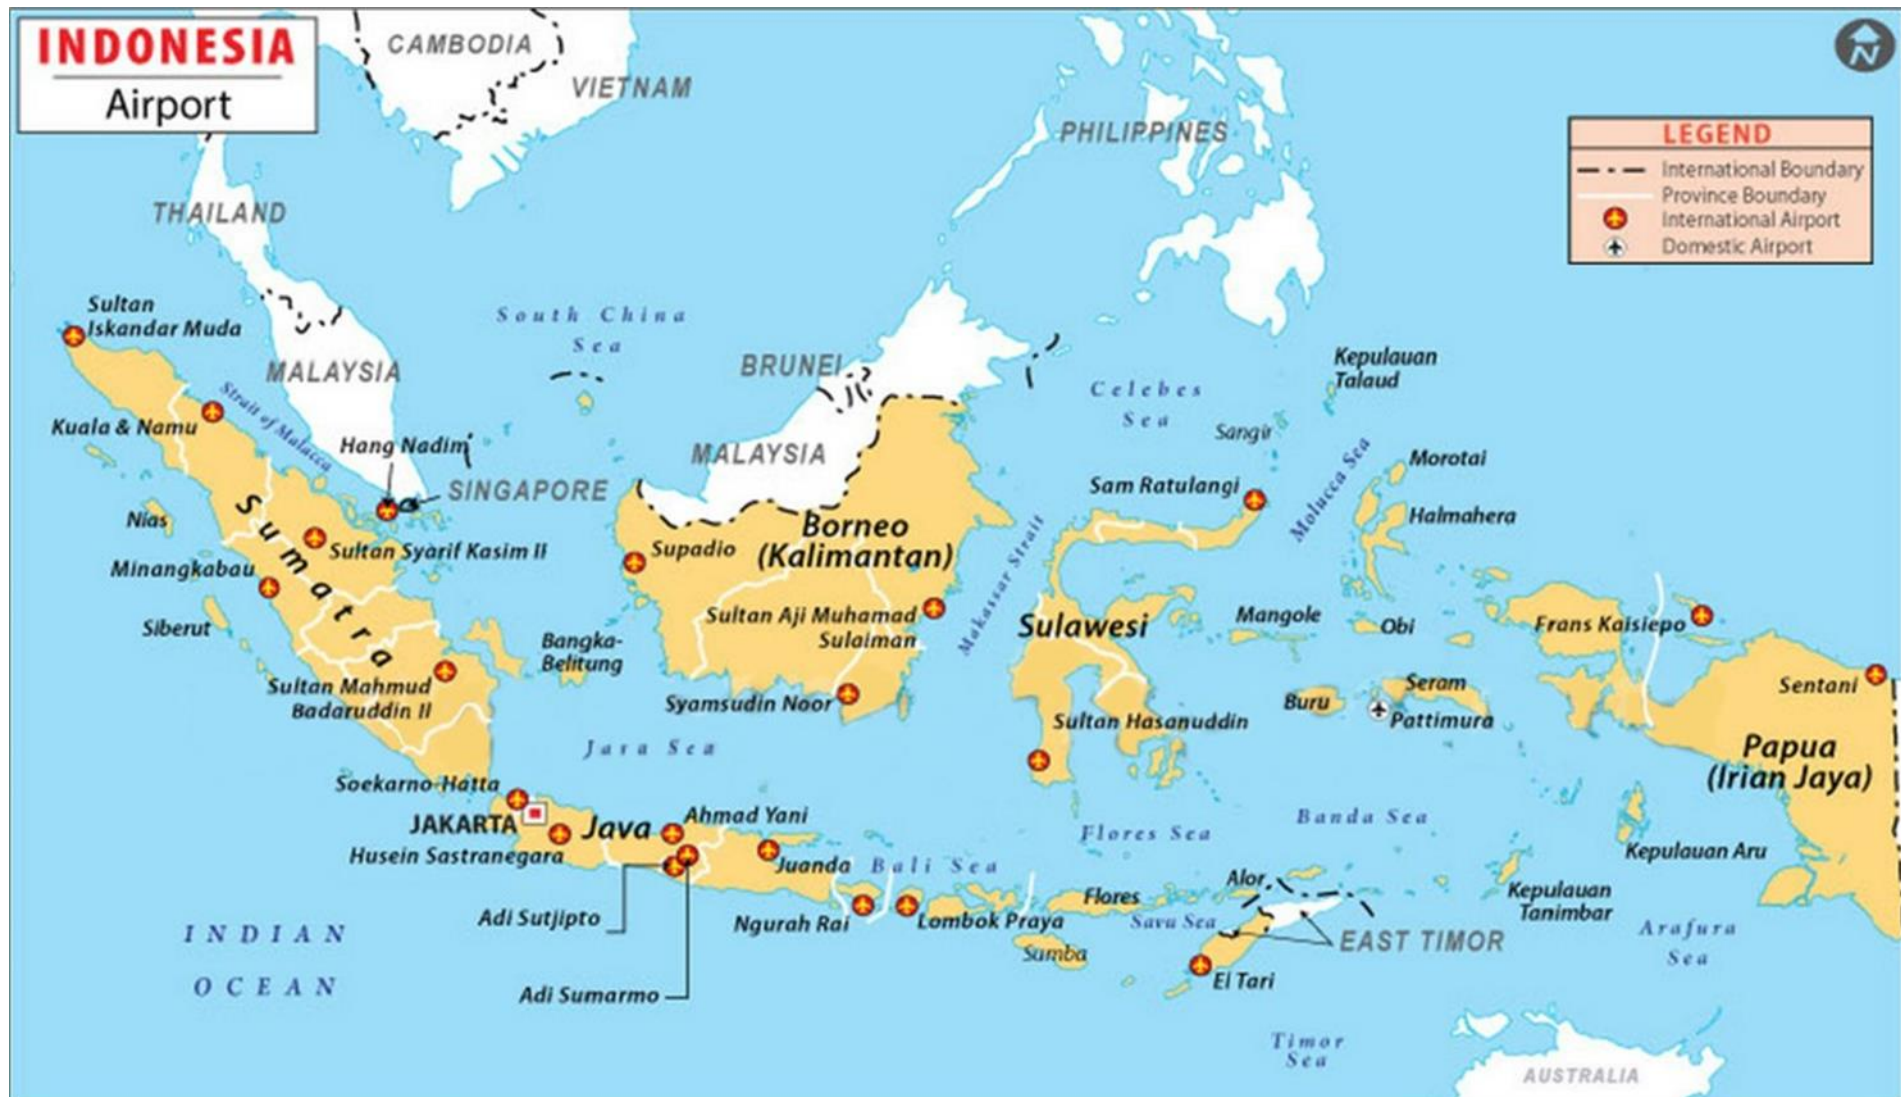 INDONESIA
Airport
CAMBODIA
VIETNAM
THAILAND
PHILIPPINES
N
LEGEND
International Boundary
Province Boundary
International Airport
Domestic Airport
Sultan
Iskandar Muda
South China
Sea
MALAYSIA
BRUNEI
Celebes
Sea
Kepulauan
Talaud
Kuala & Namu
Strait of Malacca
Hang Nadim
SINGAPORE
MALAYSIA
Sangir
Molucca Sea
Morotai
Sam Ratulangi
Halmahera
Sumatra
Nias
Sultan Syarif Kasim II
Minangkabau
Siberut
Supadio
Borneo
(Kalimantan)
Makassar Strait
Sultan Aji Muhamad
Sulaiman
Sulawesi
Mangole
Obi
Frans Kaisiepo
Bangka-
Belitung
Sultan Mahmud
Badaruddin II
Syamsudin Noor
Sultan Hasanuddin
Buru
Seram
Pattimura
Sentani
Papua
(Irian Jaya)
Java Sea
Soekarno-Hatta
JAKARTA
Java
Ahmad Yani
Husein Sastranegara
Juanda
Bali Sea
Flores Sea
Banda Sea
Kepulauan Aru
Alor
Flores
Kepulauan
Tanimbar
Adi Sutjipto
Ngurah Rai
Lombok Praya
Savu Sea
Sumba
EAST TIMOR
Arafura
Sea
INDIAN
OCEAN
Adi Sumarmo
El Tari
Timor
Sea
AUSTRALIA